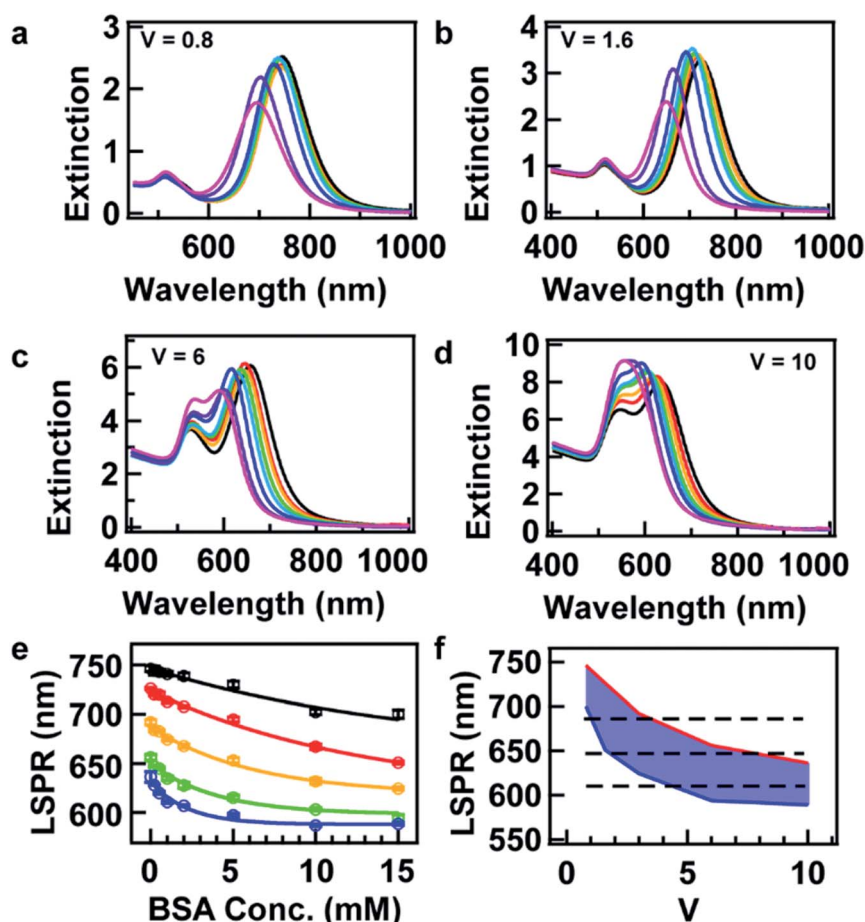 a
V = 0.8
3
2
1
0
Extinction
600 800 1000
Wavelength (nm)
b
V = 1.6
4
3
2
1
0
Extinction
400 600 800 1000
Wavelength (nm)
c
V = 6
6
4
2
0
Extinction
400 600 800 1000
Wavelength (nm)
d
V = 10
10
8
6
4
2
0
Extinction
400 600 800 1000
Wavelength (nm)
e
750
700
650
600
LSPR (nm)
0 5 10 15
BSA Conc. (mM)
f
750
700
650
600
550
LSPR (nm)
0 5 10
V